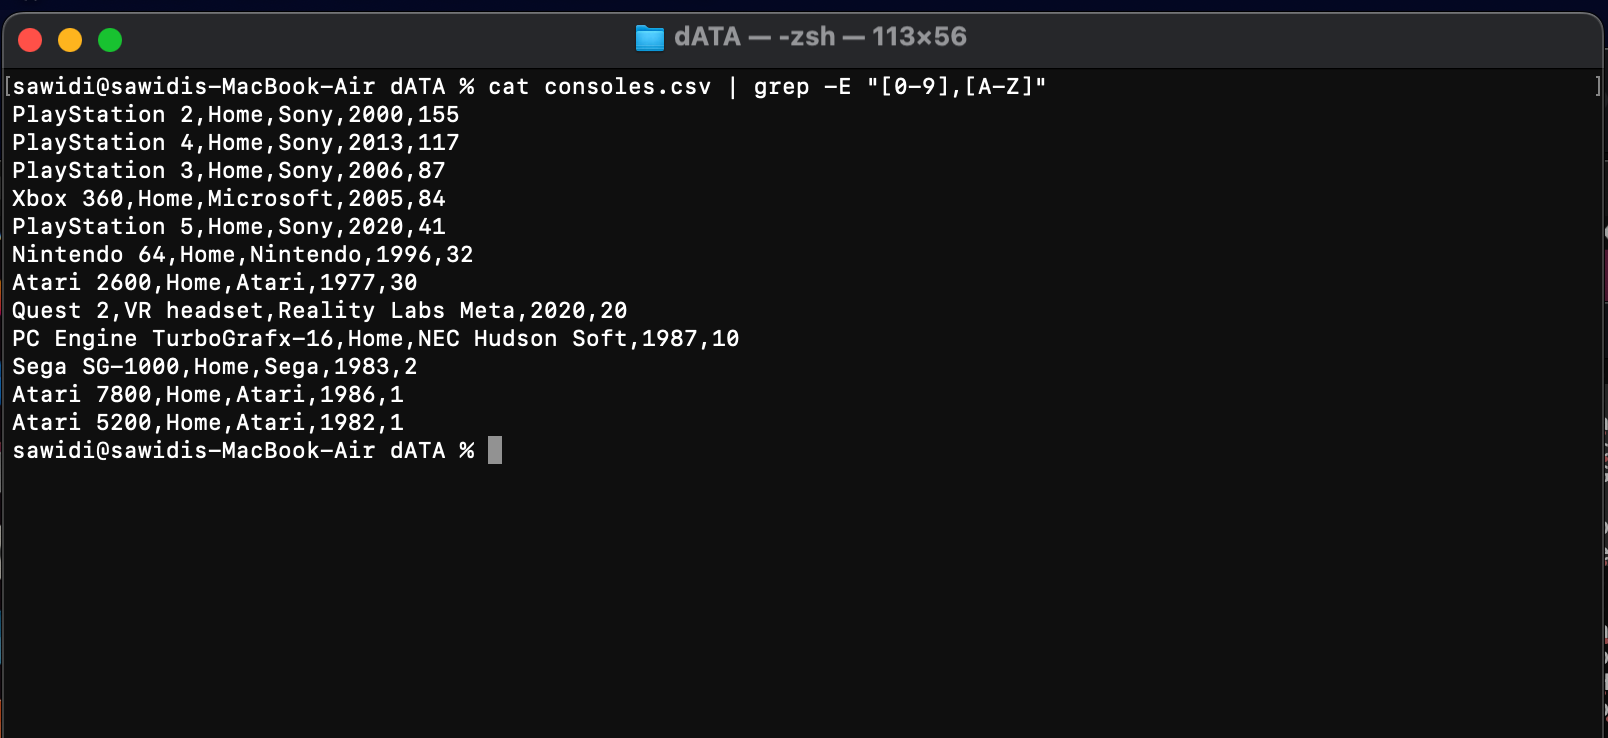 dATA — -zsh — 113×56
[sawidi@sawidis-MacBook-Air dATA % cat consoles.csv | grep -E "[0-9],[A-Z]" ]
PlayStation 2,Home,Sony,2000,155
PlayStation 4,Home,Sony,2013,117
PlayStation 3,Home,Sony,2006,87
Xbox 360,Home,Microsoft,2005,84
PlayStation 5,Home,Sony,2020,41
Nintendo 64,Home,Nintendo,1996,32
Atari 2600,Home,Atari,1977,30
Quest 2,VR headset,Reality Labs Meta,2020,20
PC Engine TurboGrafx-16,Home,NEC Hudson Soft,1987,10
Sega SG-1000,Home,Sega,1983,2
Atari 7800,Home,Atari,1986,1
Atari 5200,Home,Atari,1982,1
sawidi@sawidis-MacBook-Air dATA %